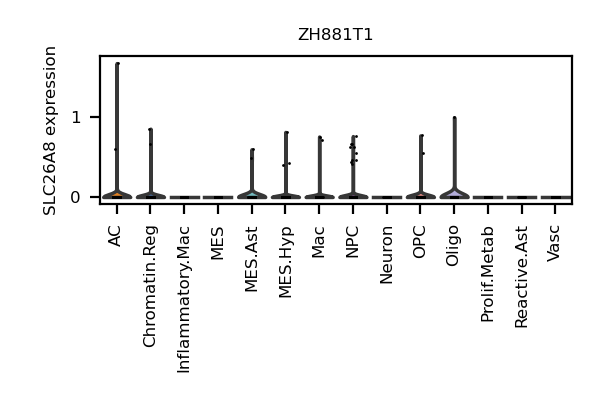 ZH881T1
SLC26A8 expression
1
0
AC
Chromatin.Reg
Inflammatory.Mac
MES
MES.Ast
MES.Hyp
Mac
NPC
Neuron
OPC
Oligo
Prolif.Metab
Reactive.Ast
Vasc